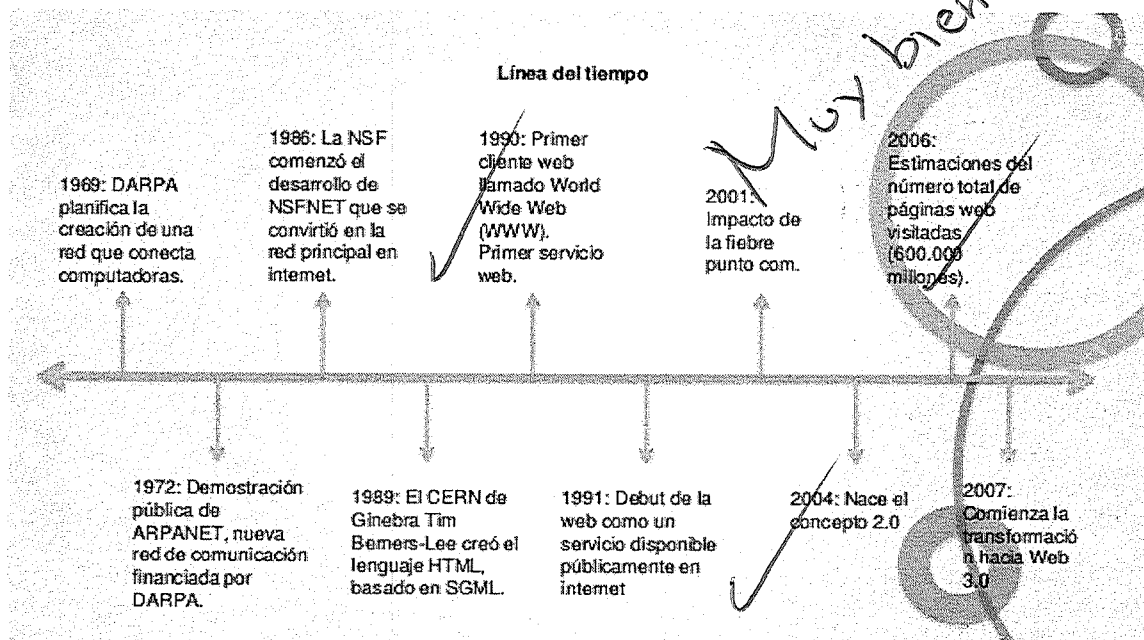 Muy bien
Línea del tiempo
1969: DARPA
planifica la
creación de una
red que conecta
computadoras.
1986: La NSF
comenzó el
desarrollo de
NSFNET que se
convirtió en la
red principal en
internet.
1990: Primer
cliente web
llamado World
Wide Web
(WWW).
Primer servicio
web.
2001:
Impacto de
la fiebre
punto com.
2006:
Estimaciones del
número total de
páginas web
visitadas
(600.000
millones).
1972: Demostración
pública de
ARPANET, nueva
red de comunicación
financiada por
DARPA.
1989: El CERN de
Ginebra Tim
Berners-Lee creó el
lenguaje HTML,
basado en SGML.
1991: Debut de la
web como un
servicio disponible
públicamente en
internet
2004: Nace el
concepto 2.0
2007:
Comienza la
transformació
n hacia Web
3.0